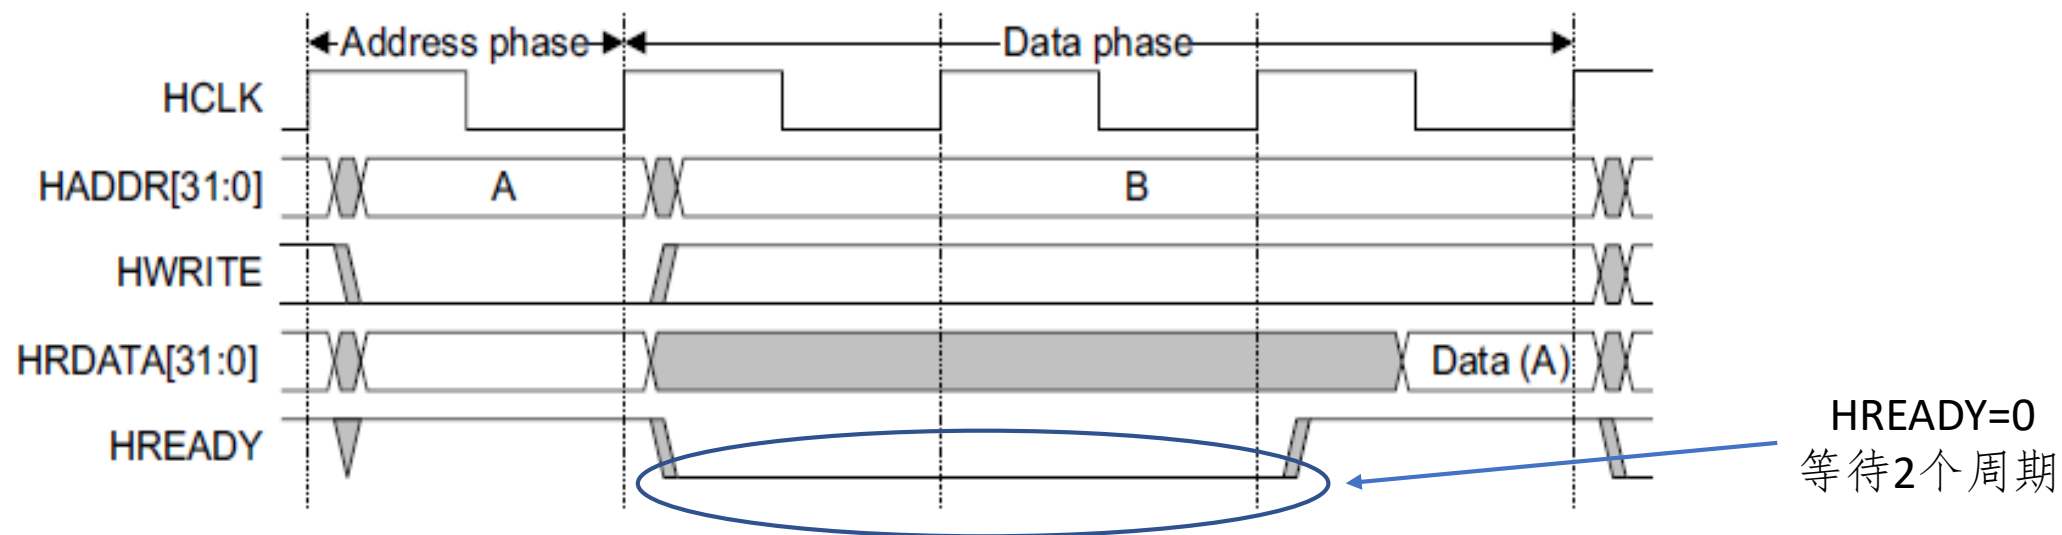 Address phase
Data phase
HCLK
HADDR[31:0]
A
B
HWRITE
HRDATA[31:0]
Data (A)
HREADY
HREADY=0
等待2个周期